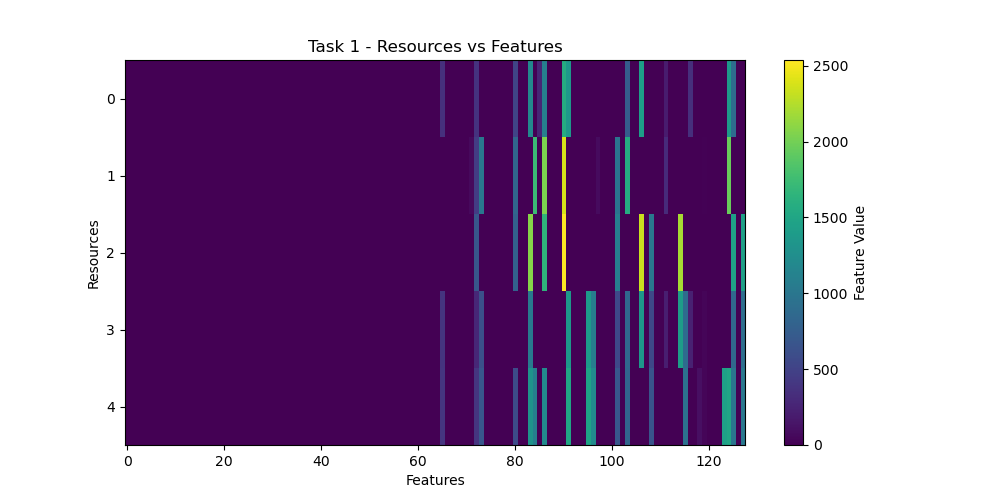 Task 1 - Resources vs Features
0
1
2
3
4
Resources
0 20 40 60 80 100 120
Features
2500
2000
1500
1000
500
0
Feature Value